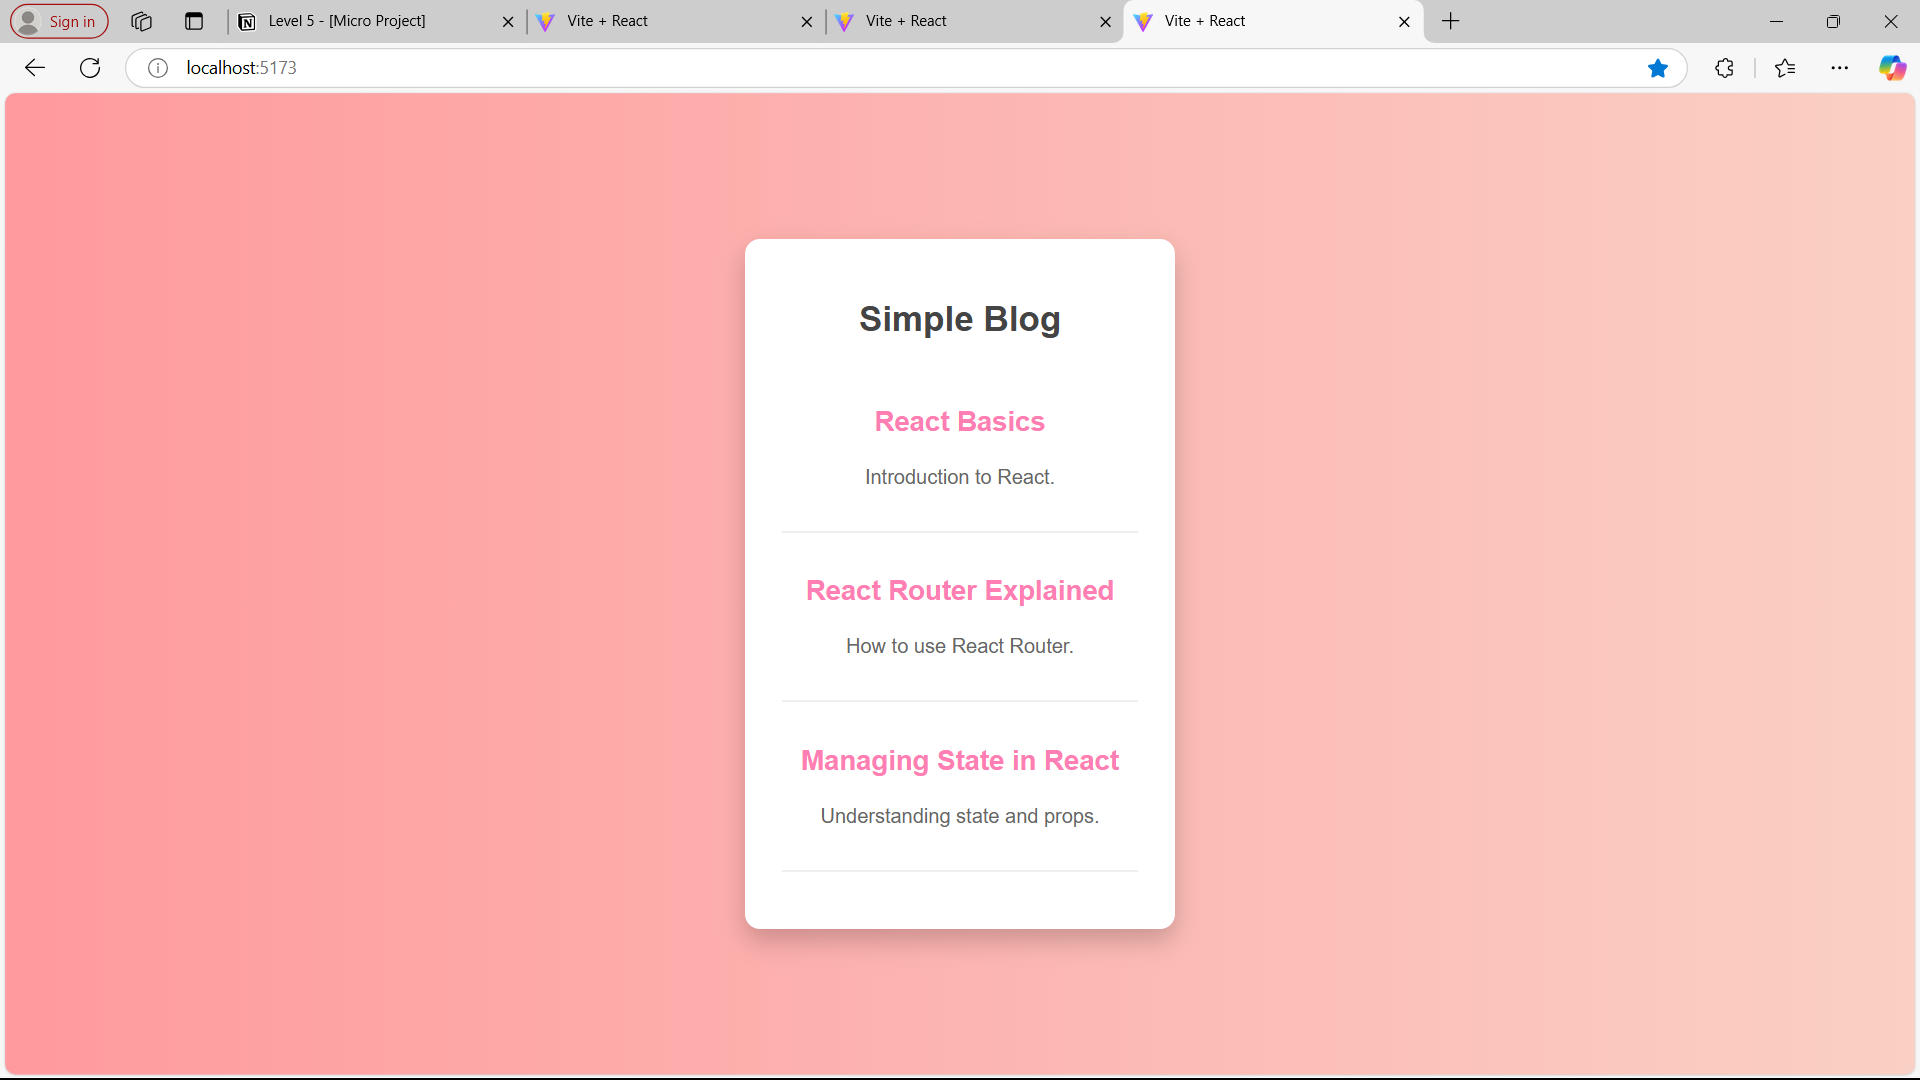 Sign in
Level 5 - [Micro Project]
Vite + React
Vite + React
Vite + React
localhost:5173
Simple Blog
React Basics
Introduction to React.
React Router Explained
How to use React Router.
Managing State in React
Understanding state and props.